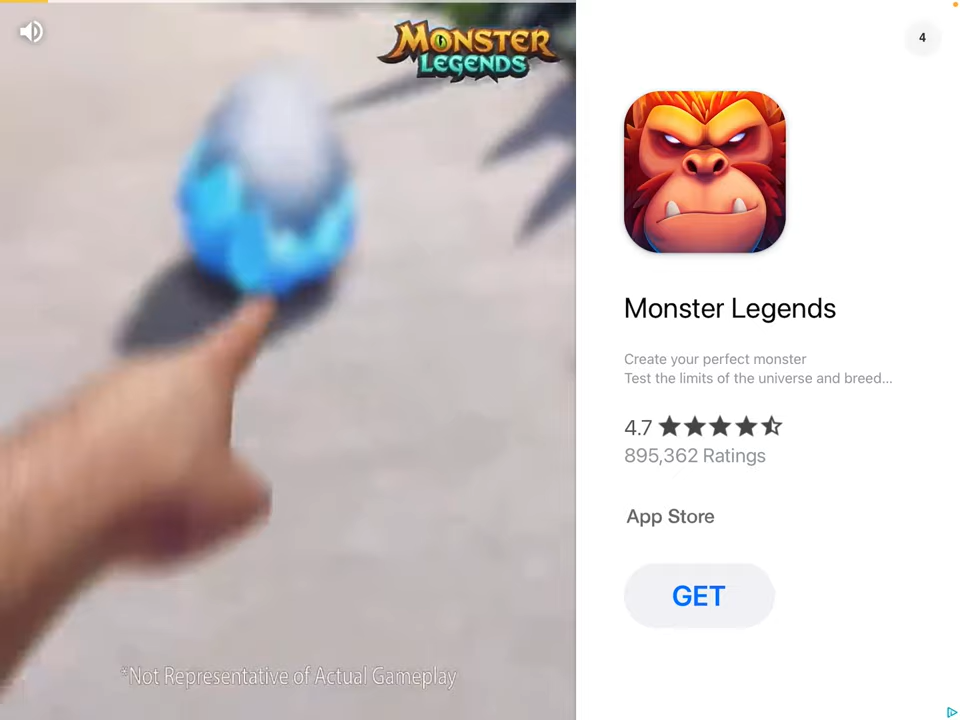 MONSTER
LEGENDS
*Not Representative of Actual Gameplay
4
Monster Legends
Create your perfect monster
Test the limits of the universe and breed...
4.7
895,362 Ratings
App Store
GET